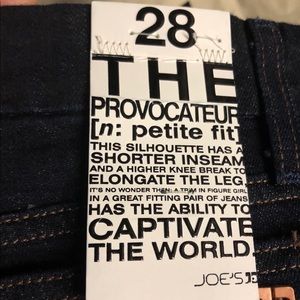 28
THE
PROVOCATEUR
[n: petite fit]
THIS SILHOUETTE HAS A
SHORTER INSEAM
AND A HIGHER KNEE BREAK TO
ELONGATE THE LEG.
IT'S NO WONDER THEN: A TRIM IN FIGURE GIRL,
IN A GREAT FITTING PAIR OF JEANS,
HAS THE ABILITY TO
CAPTIVATE
THE WORLD.
JOE'S JE